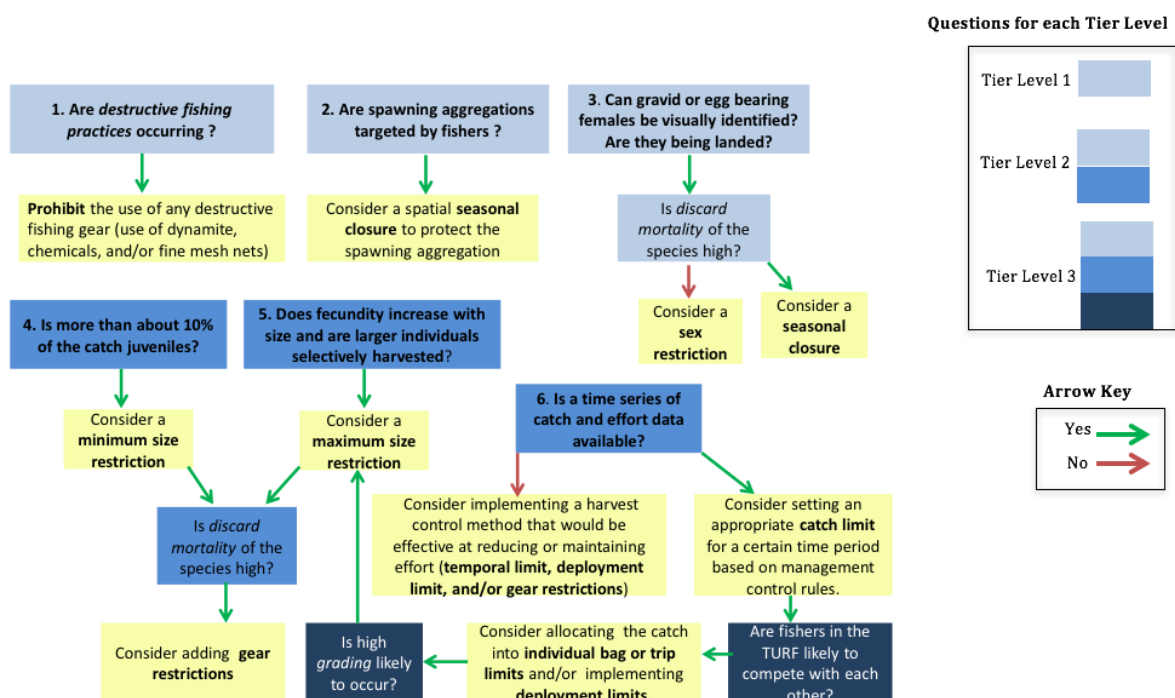 Questions for each Tier Level
Tier Level 1
Tier Level 2
Tier Level 3
Arrow Key
Yes
No
1. Are destructive fishing
practices occurring ?
2. Are spawning aggregations
targeted by fishers ?
3. Can gravid or egg bearing
females be visually identified?
Are they being landed?
Prohibit the use of any destructive
fishing gear (use of dynamite,
chemicals, and/or fine mesh nets)
Consider a spatial seasonal
closure to protect the
spawning aggregation
Is discard
mortality of the
species high?
Consider a
sex
restriction
Consider a
seasonal
closure
4. Is more than about 10%
of the catch juveniles?
5. Does fecundity increase with
size and are larger individuals
selectively harvested?
6. Is a time series of
catch and effort data
available?
Consider a
minimum size
restriction
Consider a
maximum size
restriction
Is discard
mortality of the
species high?
Consider implementing a harvest
control method that would be
effective at reducing or maintaining
effort (temporal limit, deployment
limit, and/or gear restrictions)
Consider setting an
appropriate catch limit
for a certain time period
based on management
control rules.
Consider adding gear
restrictions
Is high
grading likely
to occur?
Consider allocating the catch
into individual bag or trip
limits and/or implementing
deployment limits
Are fishers in the
TURF likely to
compete with each
other?